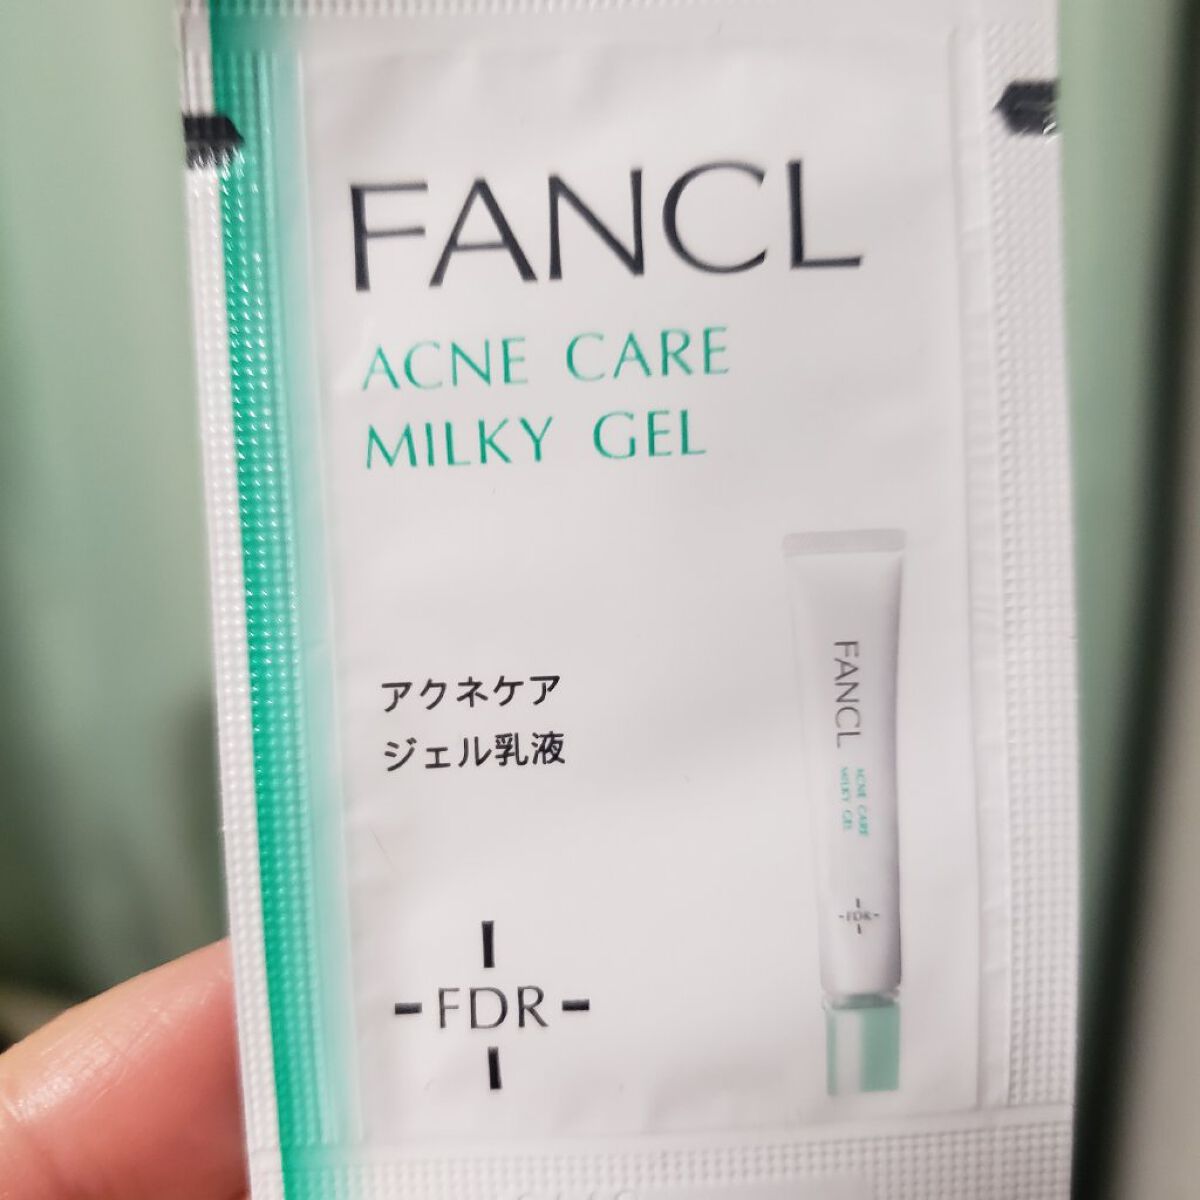 FANCL
ACNE CARE
MILKY GEL
アクネケア
ジェル乳液
FDR
FANCL
ACNE CARE
MILKY GEL
FDR